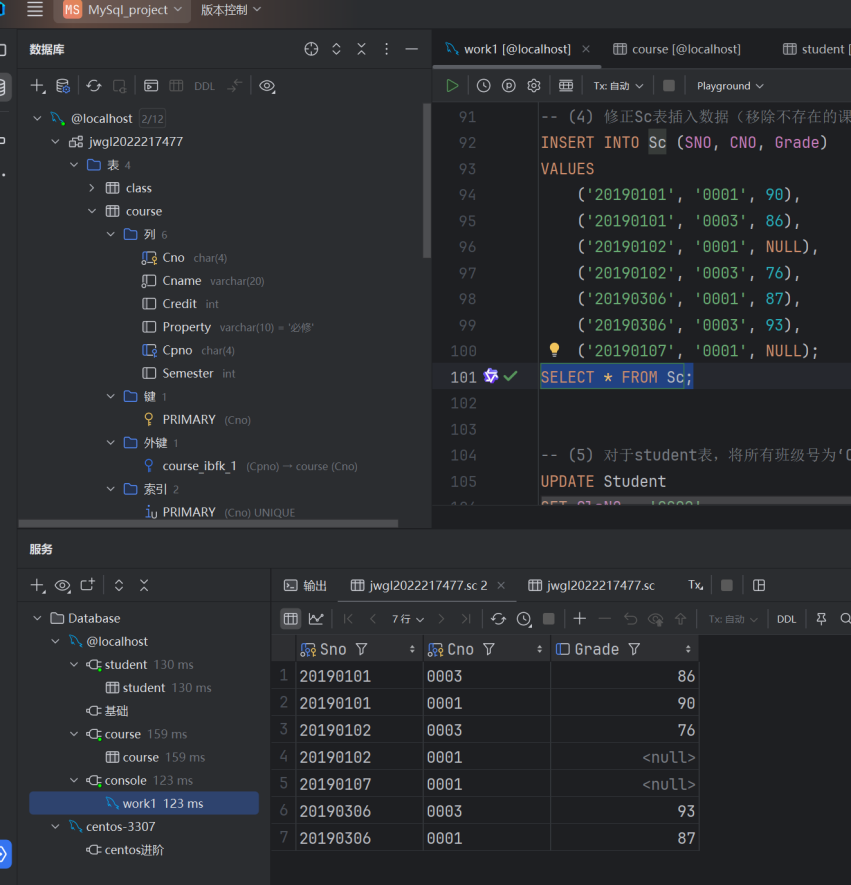 MS MySql_project 版本控制
数据库
work1 [@localhost]
course [@localhost]
student
DDL
Tx: 自动
Playground
@localhost 2/12
jwgl2022217477
表 4
class
course
列 6
Cno char(4)
Cname varchar(20)
Credit int
Property varchar(10) = '必修'
Cpno char(4)
Semester int
键 1
PRIMARY (Cno)
外键 1
course_ibfk_1 (Cpno) → course (Cno)
索引 2
PRIMARY (Cno) UNIQUE
91 -- (4) 修正Sc表插入数据（移除不存在的课
92 INSERT INTO Sc (SNO, CNO, Grade)
93 VALUES
94 ('20190101', '0001', 90),
95 ('20190101', '0003', 86),
96 ('20190102', '0001', NULL),
97 ('20190102', '0003', 76),
98 ('20190306', '0001', 87),
99 ('20190306', '0003', 93),
100 ('20190107', '0001', NULL);
101 SELECT * FROM Sc;
102
103
104 -- (5) 对于student表，将所有班级号为‘
105 UPDATE Student
服务
Database
@localhost
student 130 ms
student 130 ms
基础
course 159 ms
course 159 ms
console 123 ms
work1 123 ms
centos-3307
centos进阶
输出
jwgl2022217477.sc 2
jwgl2022217477.sc
Tx
7 行
Tx: 自动
DDL
Sno Cno Grade
1 20190101 0003 86
2 20190101 0001 90
3 20190102 0003 76
4 20190102 0001 <null>
5 20190107 0001 <null>
6 20190306 0003 93
7 20190306 0001 87